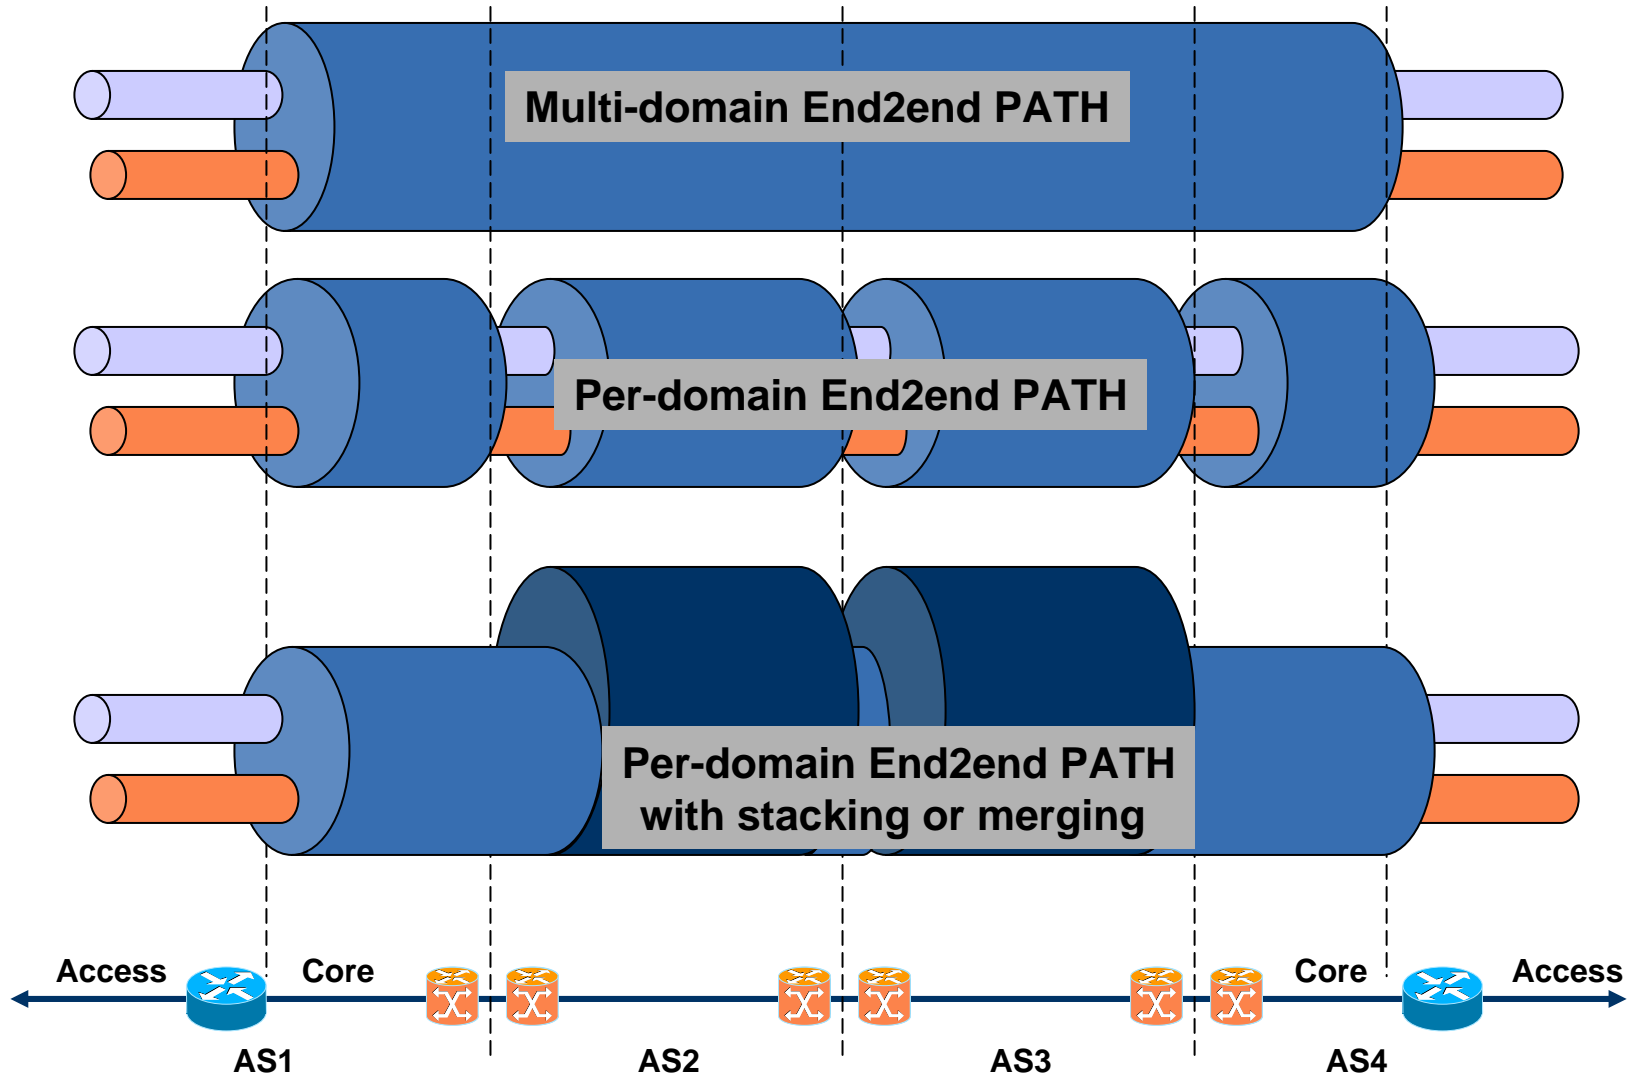 Multi-domain End2end PATH
Per-domain End2end PATH
Per-domain End2end PATH
with stacking or merging
Access
Core
Core
Access
AS1
AS2
AS3
AS4